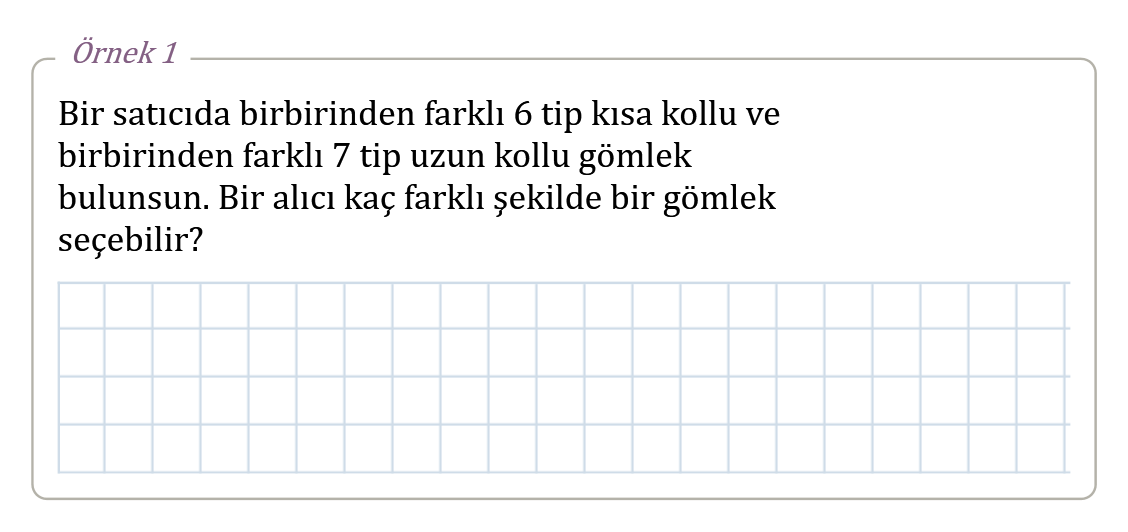 Örnek 1
Bir satıcıda birbirinden farklı 6 tip kısa kollu ve
birbirinden farklı 7 tip uzun kollu gömlek
bulunsun. Bir alıcı kaç farklı şekilde bir gömlek
seçebilir?